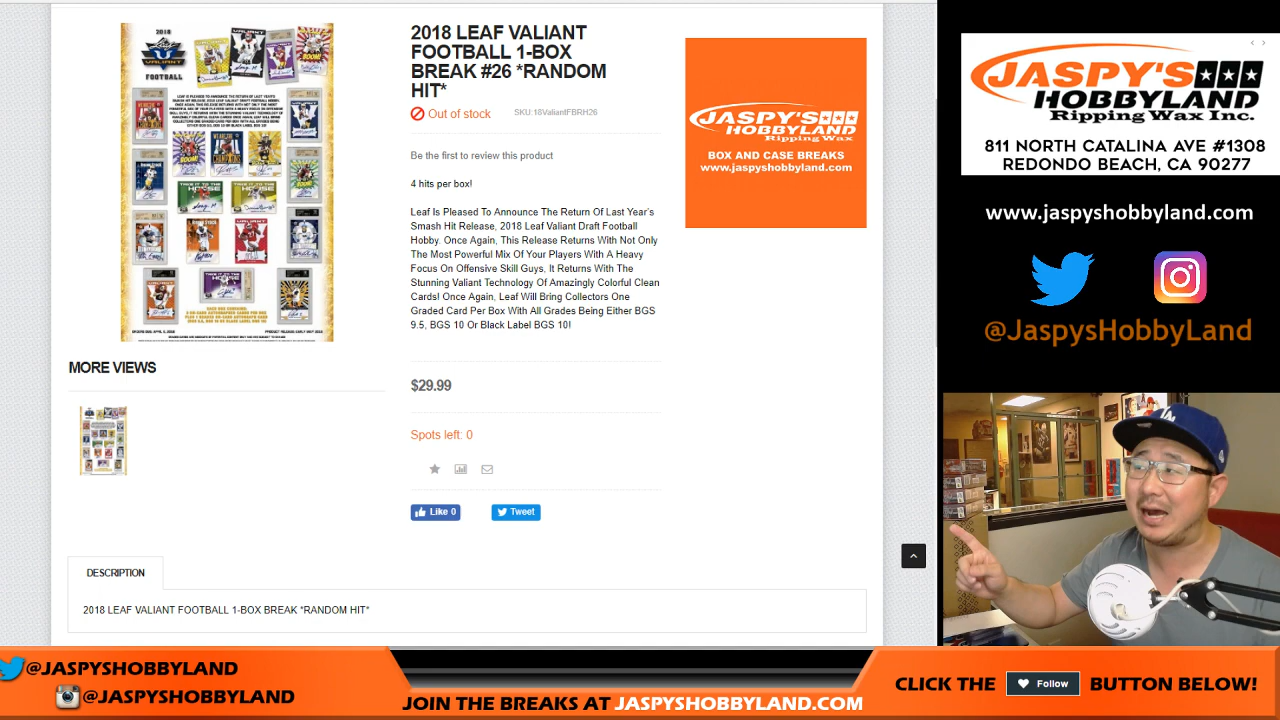 2018 LEAF VALIANT
FOOTBALL 1-BOX
BREAK #26 *RANDOM
HIT*
Out of stock
SKU:18ValiantFBRH26
Be the first to review this product
4 hits per box!
Leaf Is Pleased To Announce The Return Of Last Year's
Smash Hit Release, 2018 Leaf Valiant Draft Football
Hobby. Once Again, This Release Returns With Not Only
The Most Powerful Mix Of Your Players With A Heavy
Focus On Offensive Skill Guys, It Returns With The
Stunning Valiant Technology Of Amazingly Colorful Clean
Cards! Once Again, Leaf Will Bring Collectors One
Graded Card Per Box With All Grades Being Either BGS
9.5, BGS 10 Or Black Label BGS 10!
$29.99
Spots left: 0
Like 0
Tweet
2018
VALIANT
FOOTBALL
MORE VIEWS
DESCRIPTION
2018 LEAF VALIANT FOOTBALL 1-BOX BREAK *RANDOM HIT*
JASPY'S
HOBBYLAND
Ripping Wax
BOX AND CASE BREAKS
www.jaspyshobbyland.com
JASPY'S
HOBBYLAND
Ripping Wax Inc.
811 NORTH CATALINA AVE #1308
REDONDO BEACH, CA 90277
www.jaspyshobbyland.com
@JaspysHobbyLand
LA
@JASPYSHOBBYLAND
@JASPYSHOBBYLAND
JOIN THE BREAKS AT JASPYSHOBBYLAND.COM
CLICK THE Follow BUTTON BELOW!